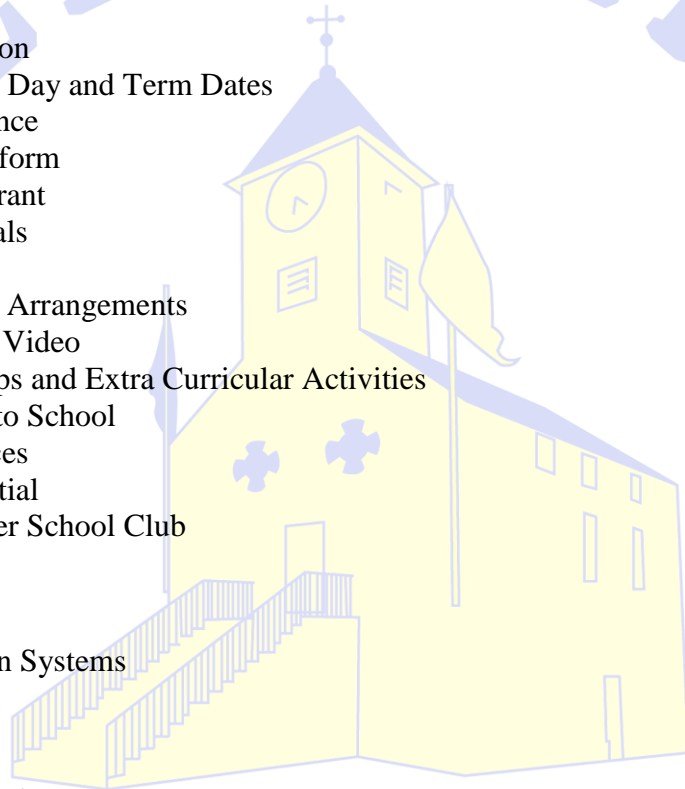 on
Day and Term Dates
nce
form
rant
als
Arrangements
Video
ps and Extra Curricular Activities
to School
ces
tial
er School Club
n Systems